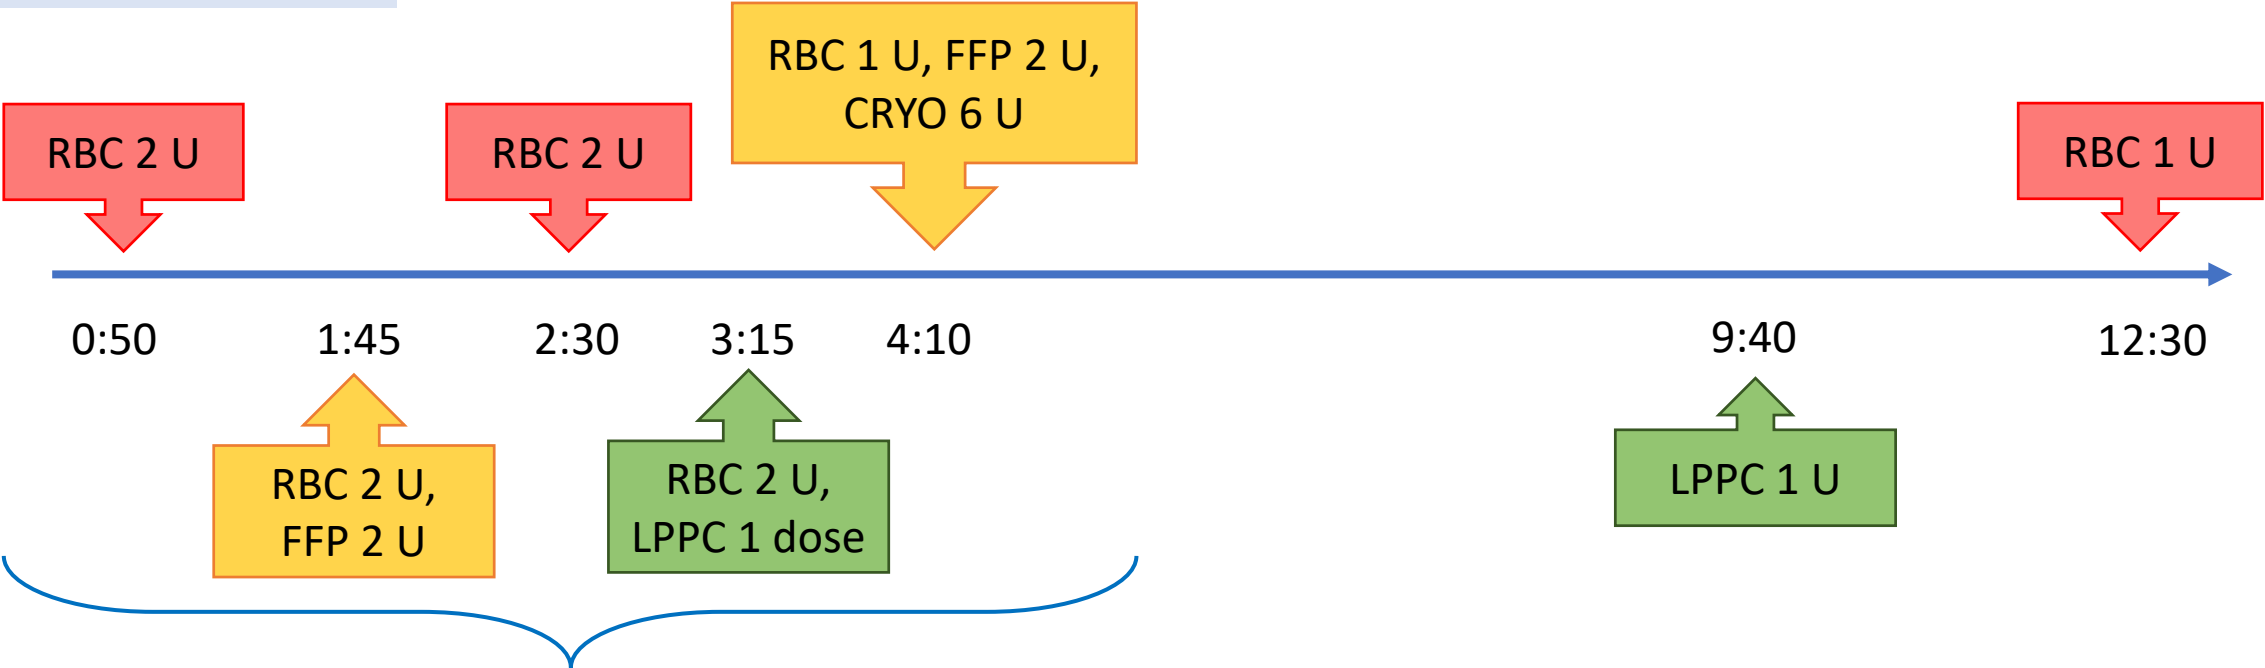 RBC 1 U, FFP 2 U,
CRYO 6 U
RBC 2 U
RBC 2 U
RBC 1 U
0:50
1:45
2:30
3:15
4:10
9:40
12:30
RBC 2 U,
FFP 2 U
RBC 2 U,
LPPC 1 dose
LPPC 1 U